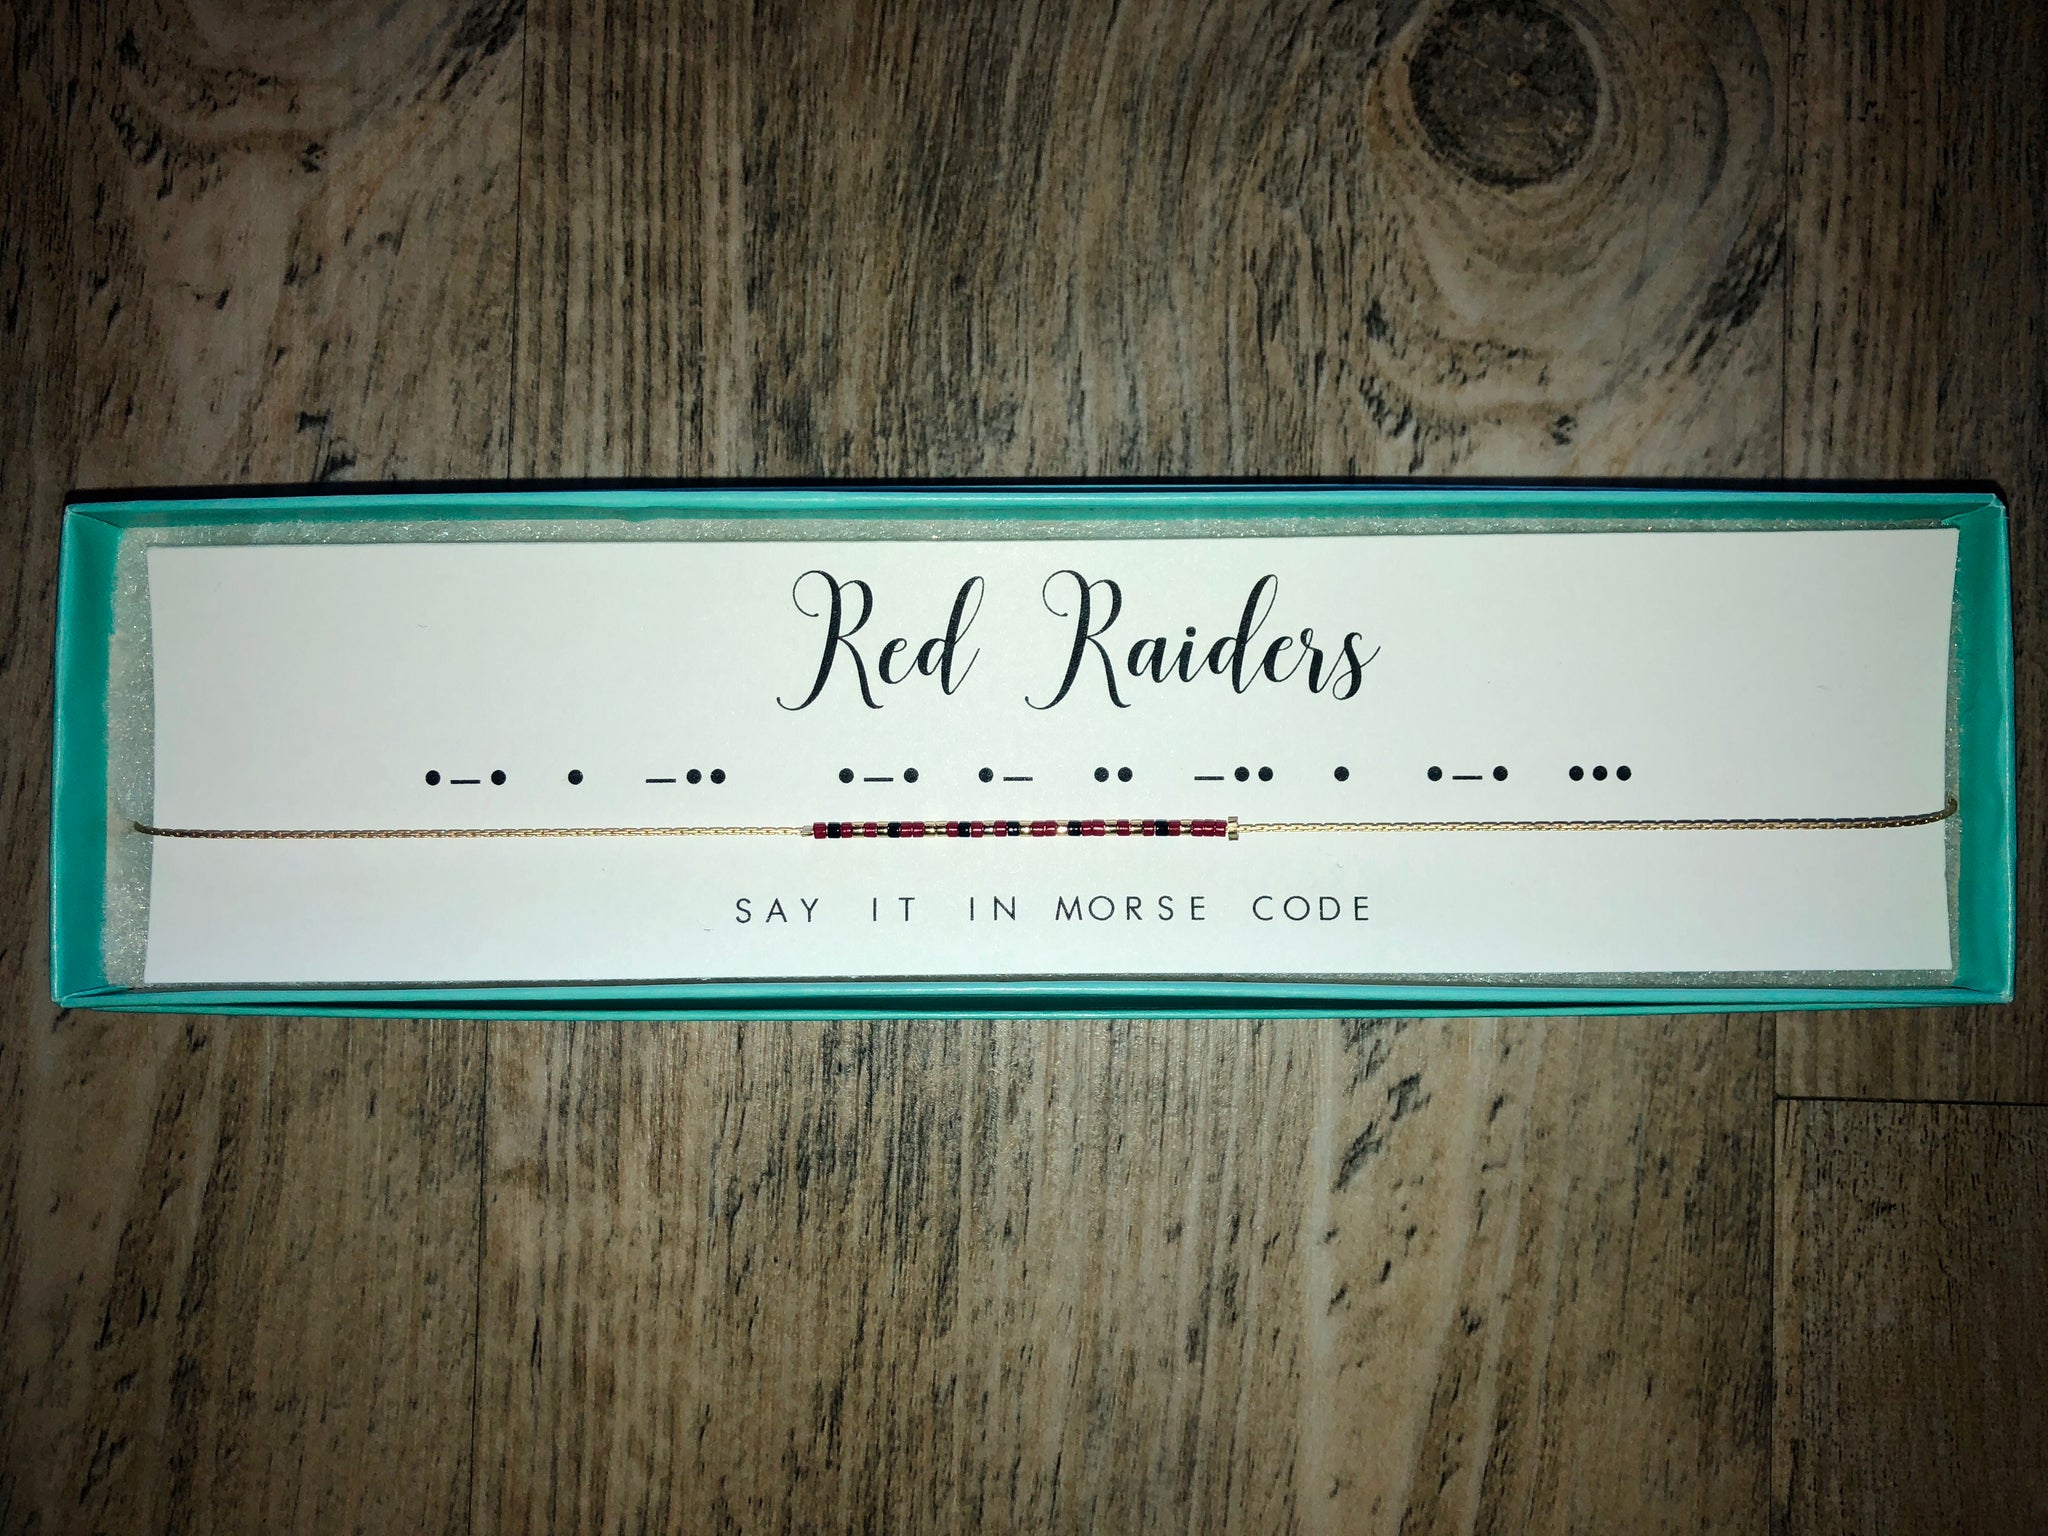 Red Raiders
•—• • —•• •—• •— •• —•• • •—• •••
SAY IT IN MORSE CODE